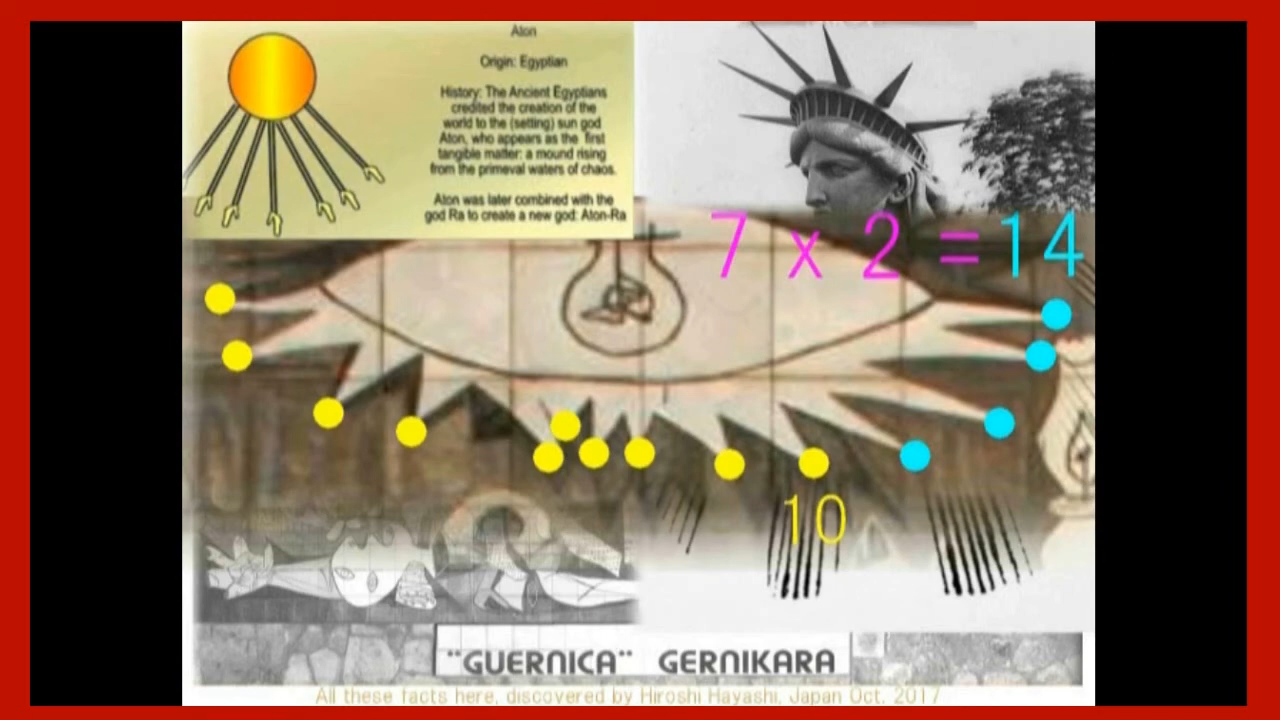 Aton
Origin: Egyptian
History: The Ancient Egyptians
credited the creation of the
world to the (setting) sun god
Aton, who appears as the first
tangible matter: a mound rising
from the primeval waters of chaos.
Aton was later combined with the
god Ra to create a new god: Aton-Ra
7 x 2 = 14
10
"GUERNICA" GERNIKARA
All these facts here, discovered by Hiroshi Hayashi, Japan Oct. 2017